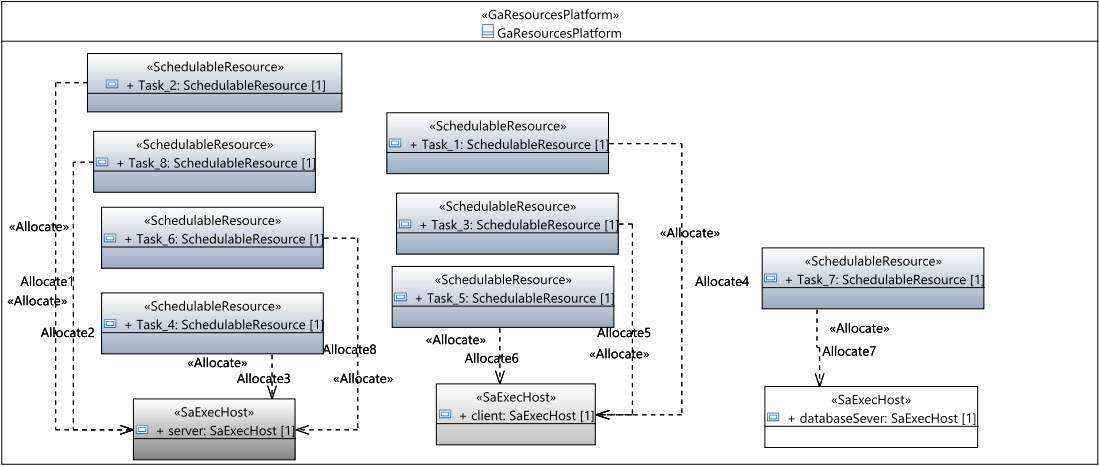 «GaResourcesPlatform»
GaResourcesPlatform
«SchedulableResource»
+ Task_2: SchedulableResource [1]
«SchedulableResource»
+ Task_8: SchedulableResource [1]
«SchedulableResource»
+ Task_6: SchedulableResource [1]
«SchedulableResource»
+ Task_4: SchedulableResource [1]
«Allocate»
Allocate1
«Allocate»
Allocate2
«Allocate»
Allocate3
Allocate8
«Allocate»
«SaExecHost»
+ server: SaExecHost [1]
«SchedulableResource»
+ Task_1: SchedulableResource [1]
«SchedulableResource»
+ Task_3: SchedulableResource [1]
«SchedulableResource»
+ Task_5: SchedulableResource [1]
«Allocate»
Allocate4
Allocate5
«Allocate»
«Allocate»
Allocate6
«SaExecHost»
+ client: SaExecHost [1]
«SchedulableResource»
+ Task_7: SchedulableResource [1]
«Allocate»
Allocate7
«SaExecHost»
+ databaseSever: SaExecHost [1]